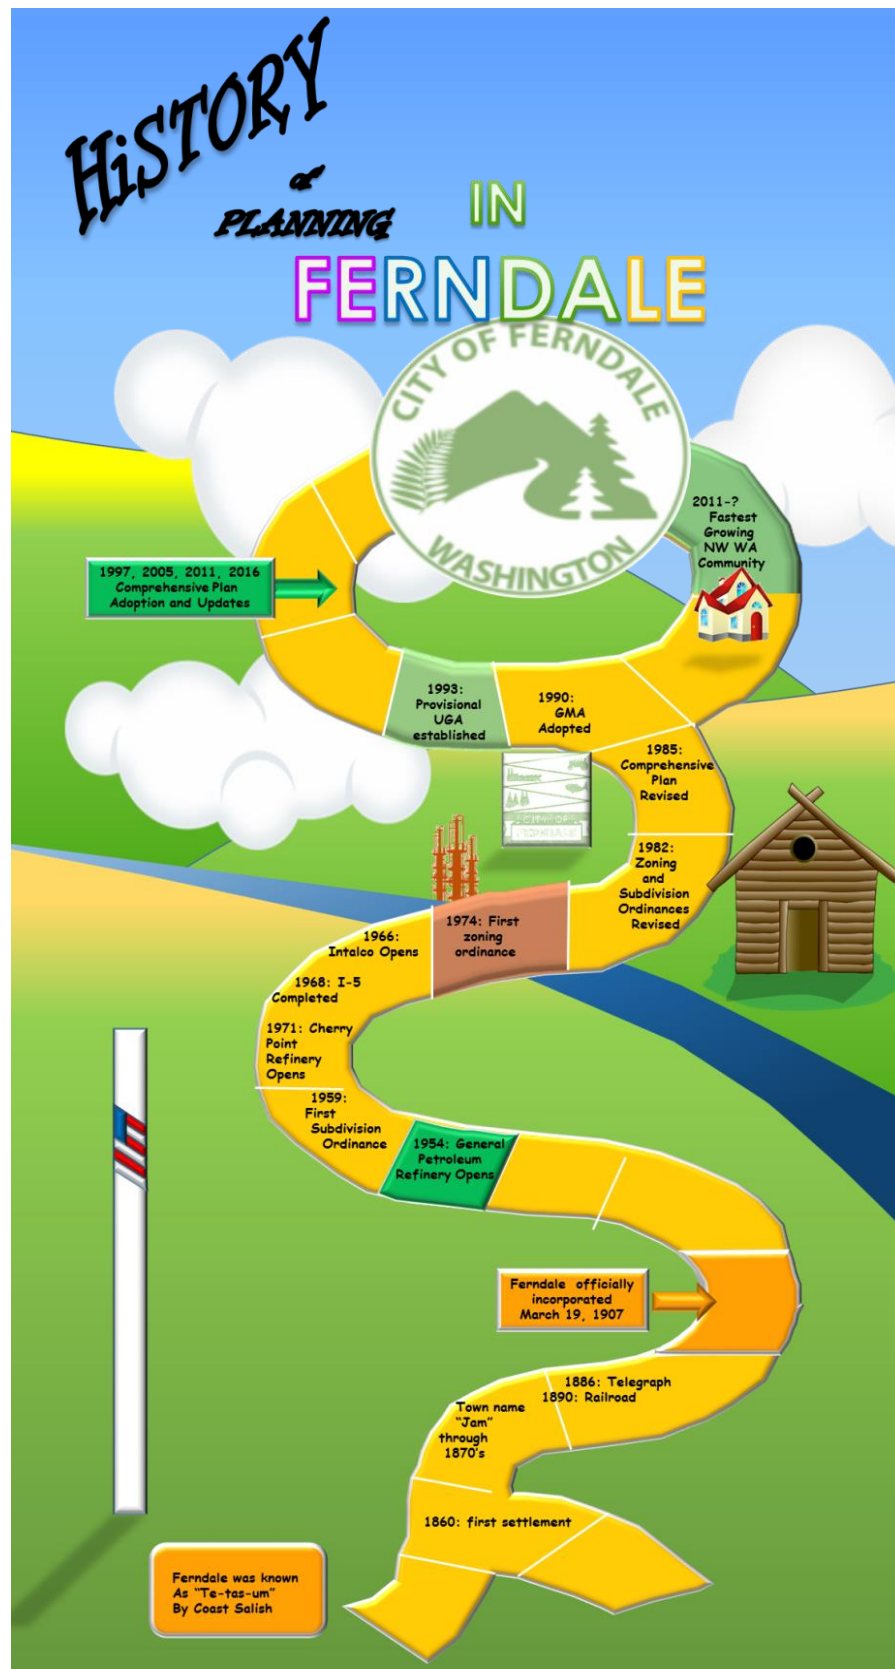 HiSTORY
of
PLANNING
IN
FERNDALE
CITY OF FERNDALE
WASHINGTON
2011-?
Fastest
Growing
NW WA
Community
1997, 2005, 2011, 2016
Comprehensive Plan
Adoption and Updates
1993:
Provisional
UGA
established
1990:
GMA
Adopted
1985:
Comprehensive
Plan
Revised
CITY OF
FERNDALE
1982:
Zoning
and
Subdivision
Ordinances
Revised
1974: First
zoning
ordinance
1966:
Intalco Opens
1968: I-5
Completed
1971: Cherry
Point
Refinery
Opens
1959:
First
Subdivision
Ordinance
1954: General
Petroleum
Refinery Opens
Ferndale officially
incorporated
March 19, 1907
1886: Telegraph
1890: Railroad
Town name
"Jam"
through
1870's
1860: first settlement
Ferndale was known
As "Te-tas-um"
By Coast Salish